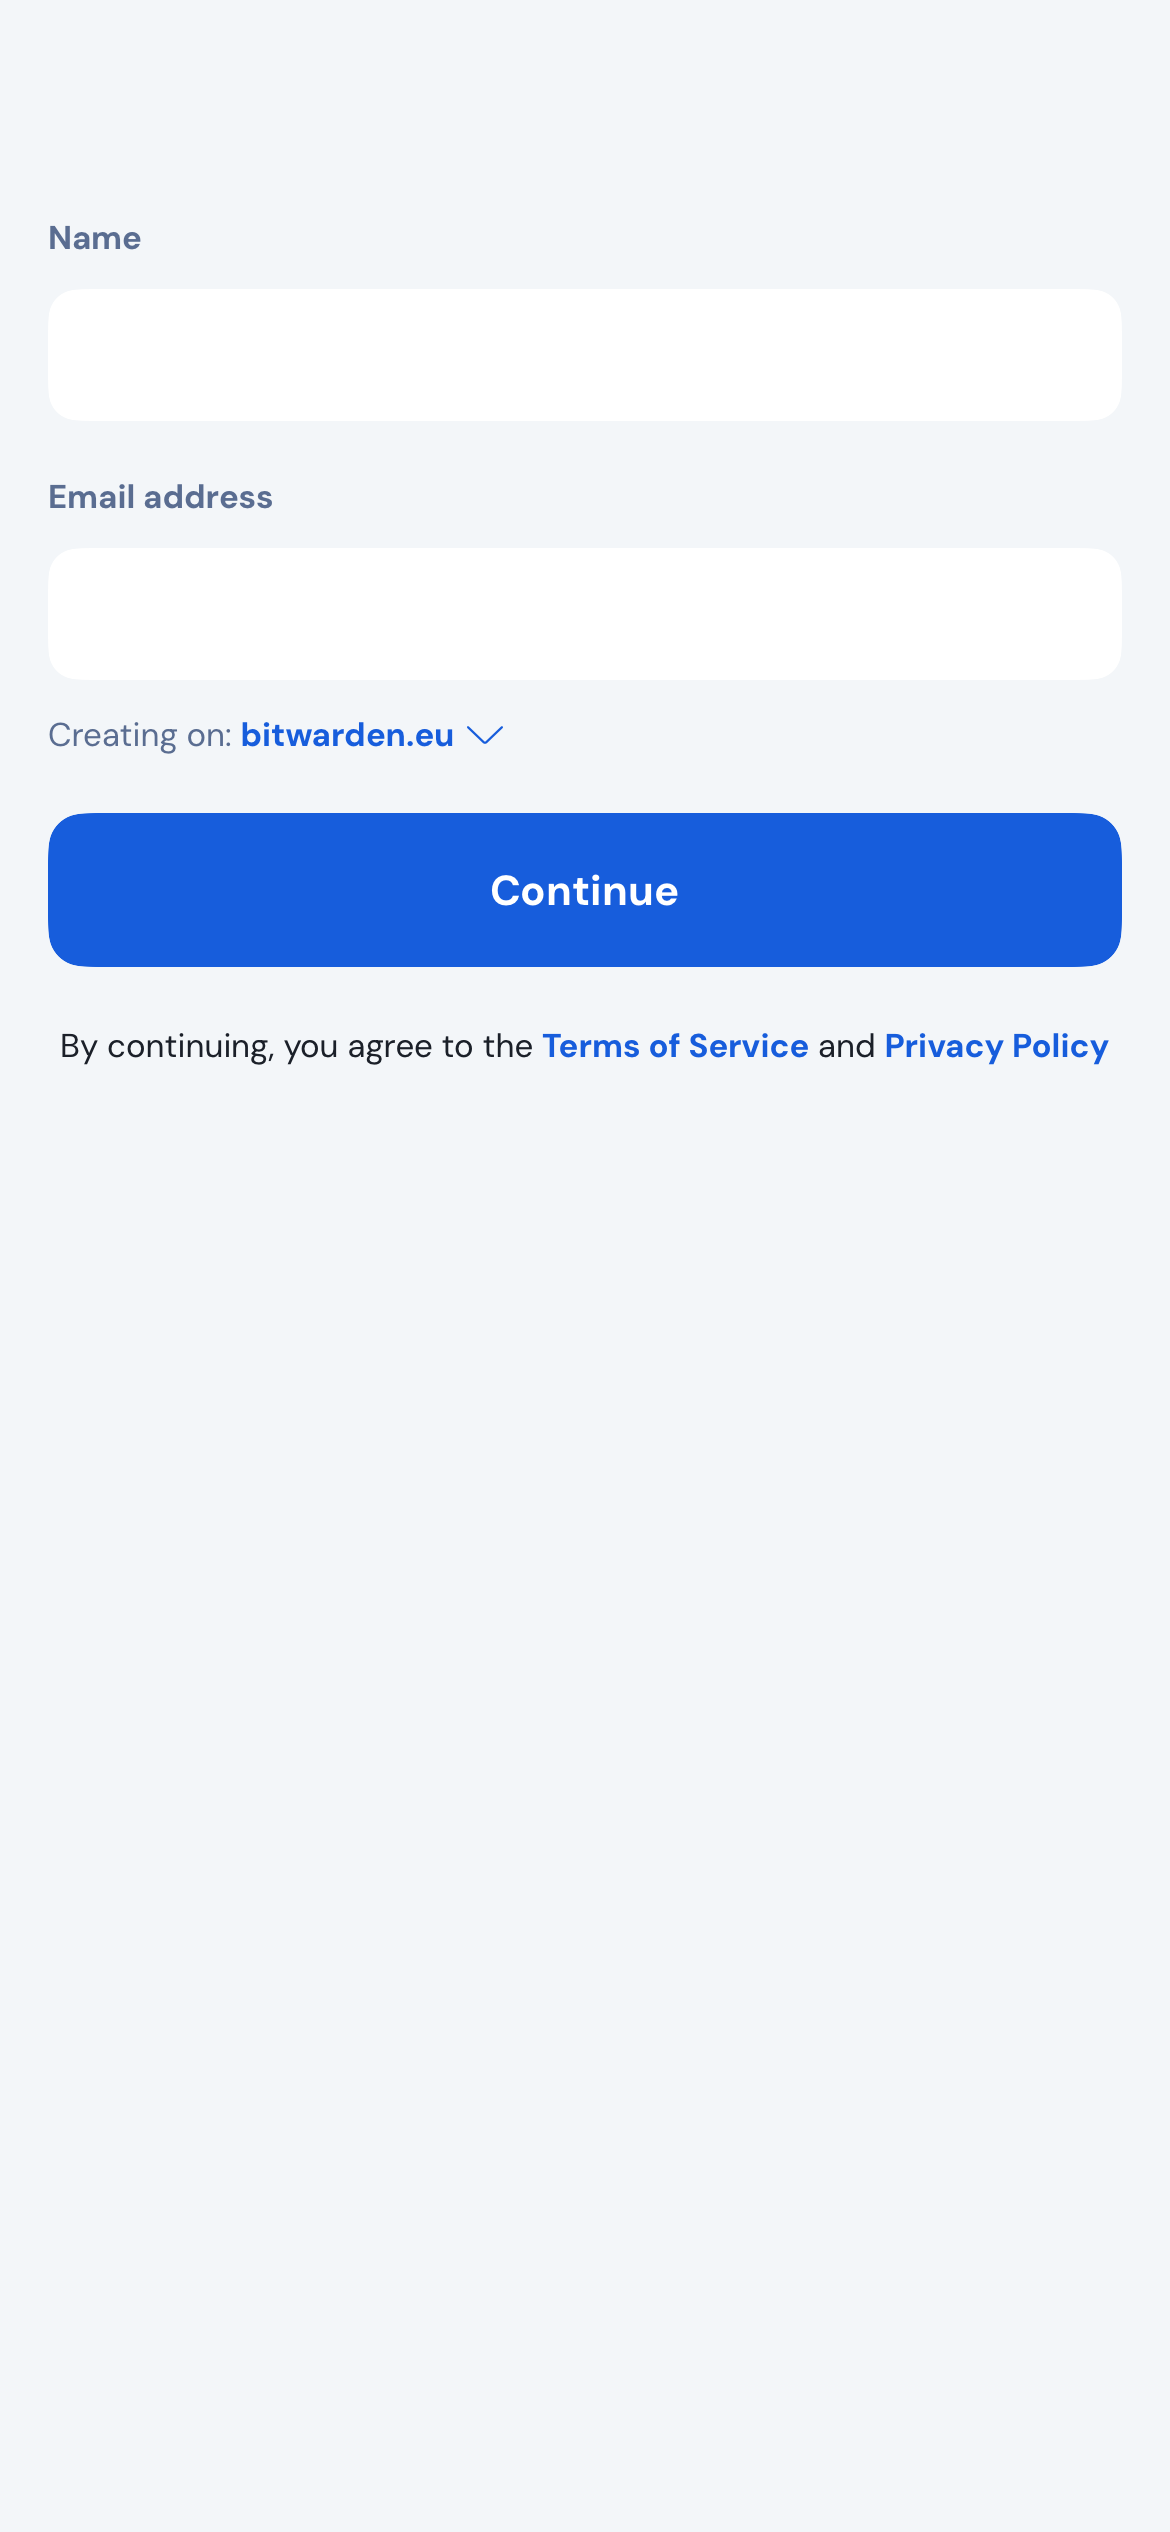 Name
Email address
Creating on: bitwarden.eu
Continue
By continuing, you agree to the Terms of Service and Privacy Policy